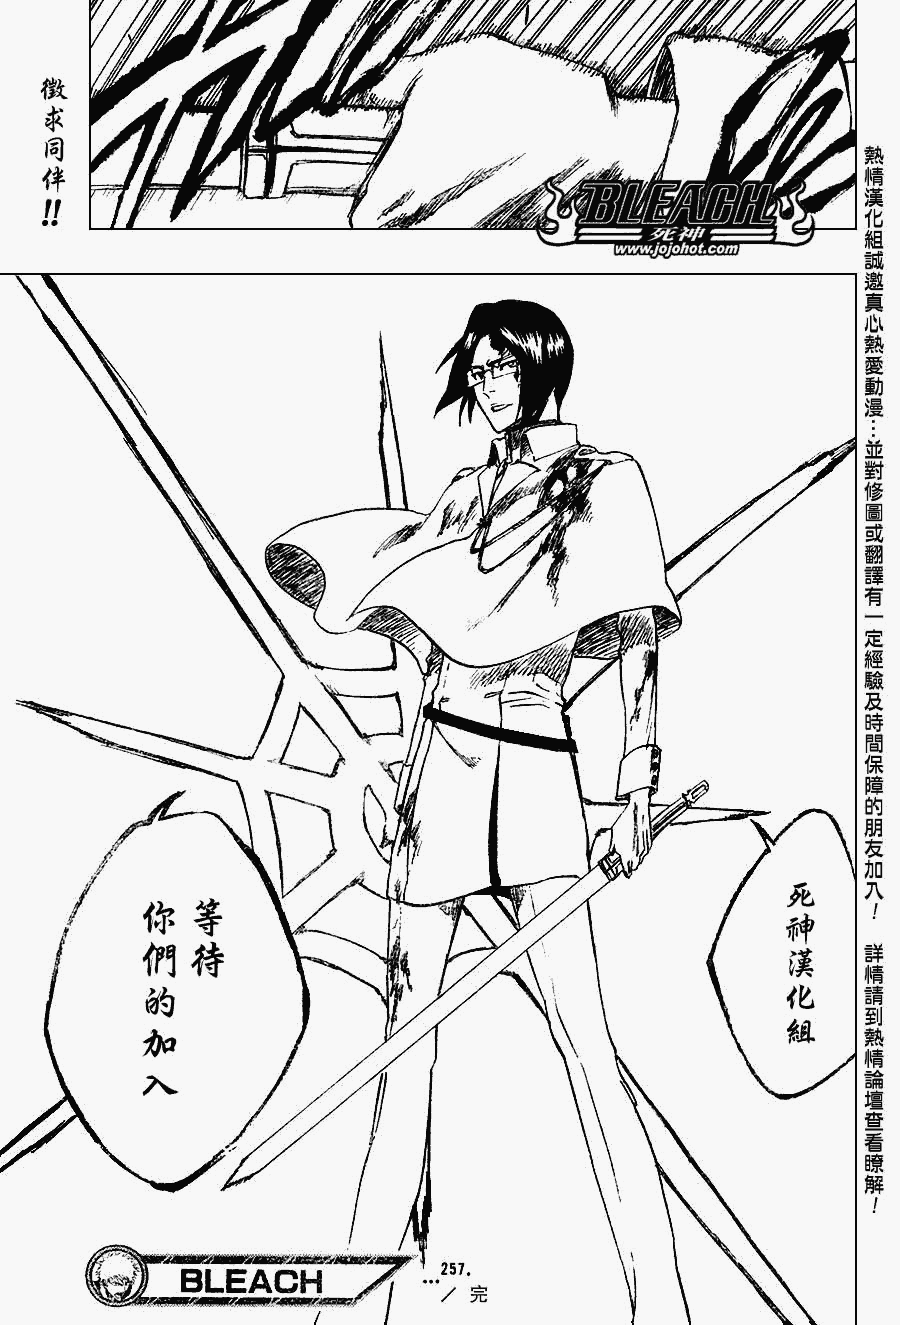 熱情漢化組誠邀真心熱愛動漫…並對修圖或翻譯有一定經驗及時間保障的朋友加入！ 詳情請到熱情論壇查看瞭解！
BLEACH
死神
www.jojohot.com
徵求同伴!!
死神漢化組
等待
你們的加入
BLEACH
...257.
/ 完